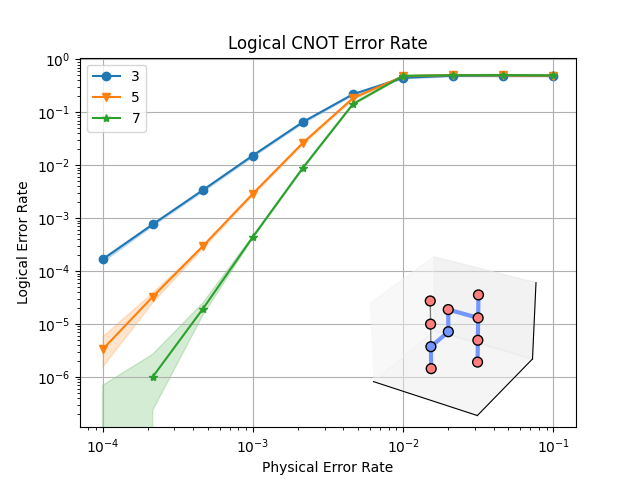 Logical CNOT Error Rate
3
5
7
10⁰
10⁻¹
10⁻²
10⁻³
10⁻⁴
10⁻⁵
10⁻⁶
Logical Error Rate
10⁻⁴ 10⁻³ 10⁻² 10⁻¹
Physical Error Rate